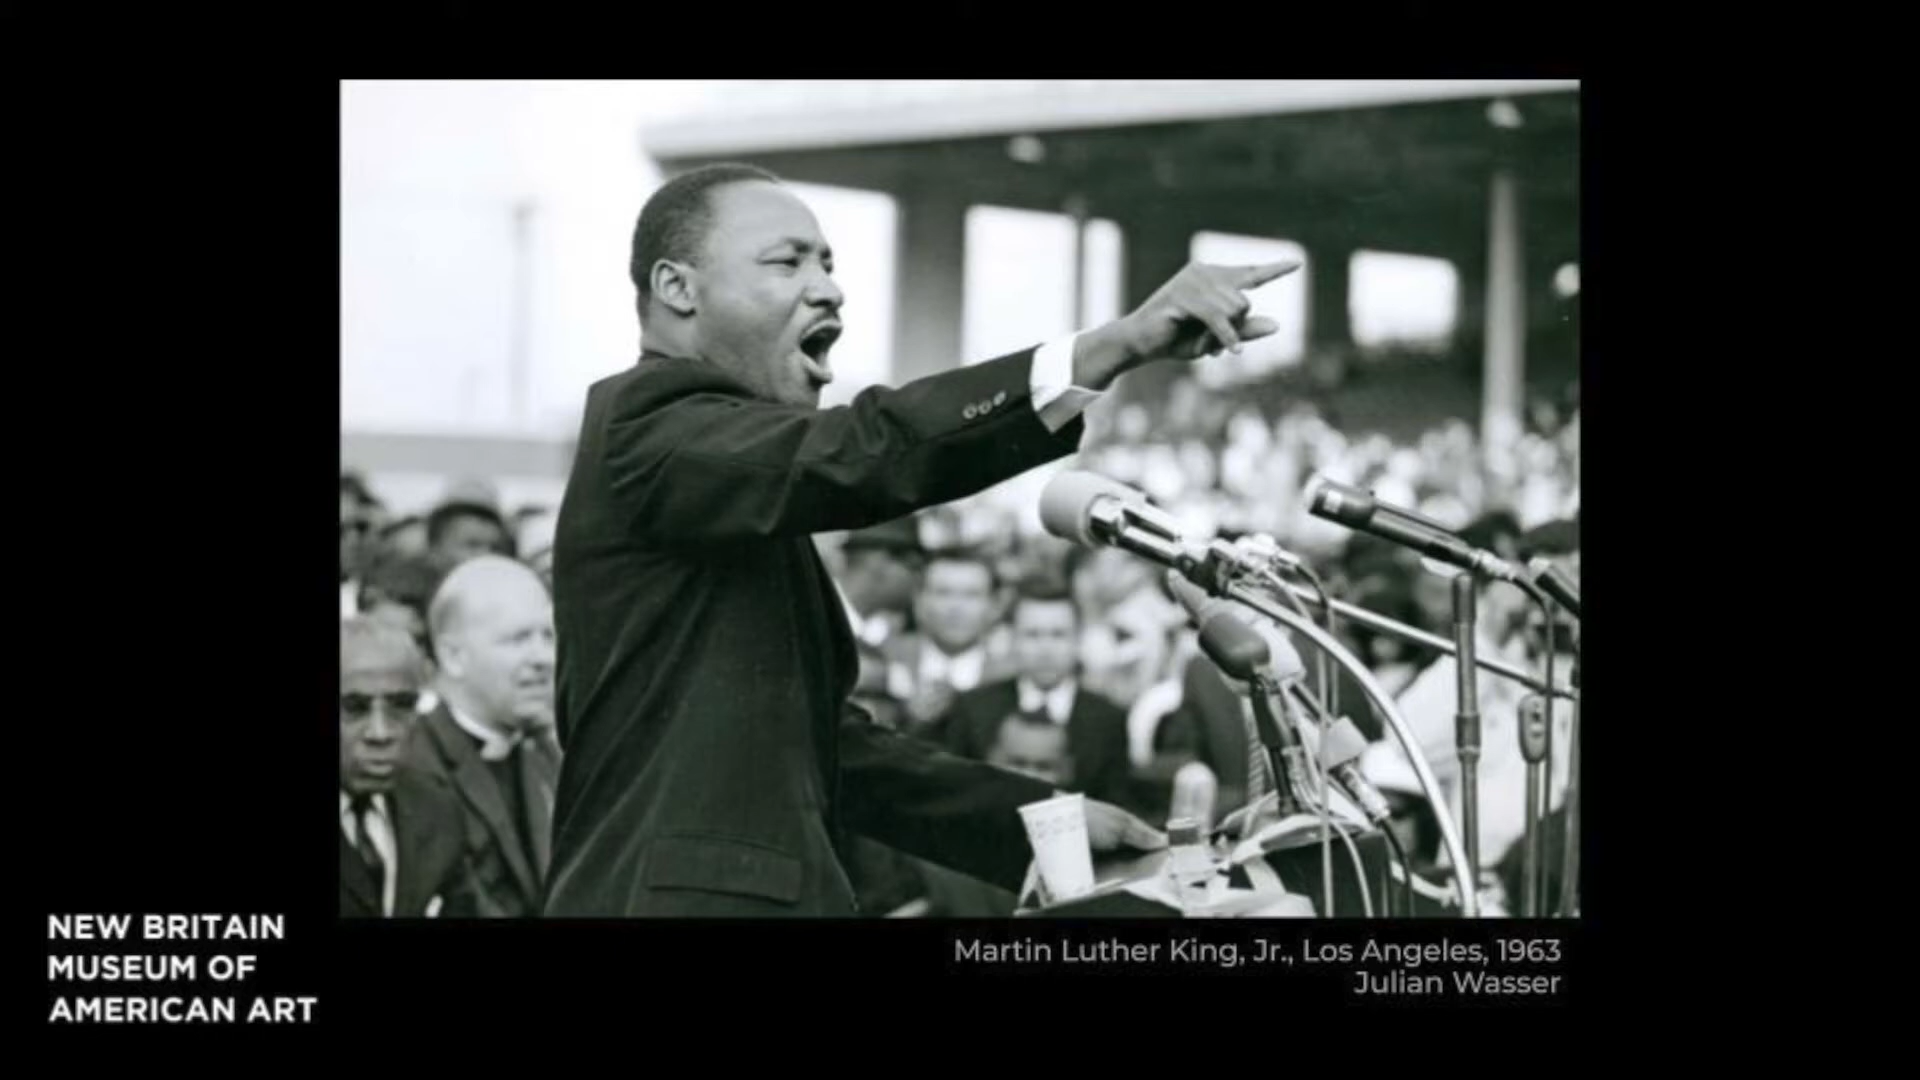 NEW BRITAIN
MUSEUM OF
AMERICAN ART
Martin Luther King, Jr., Los Angeles, 1963
Julian Wasser